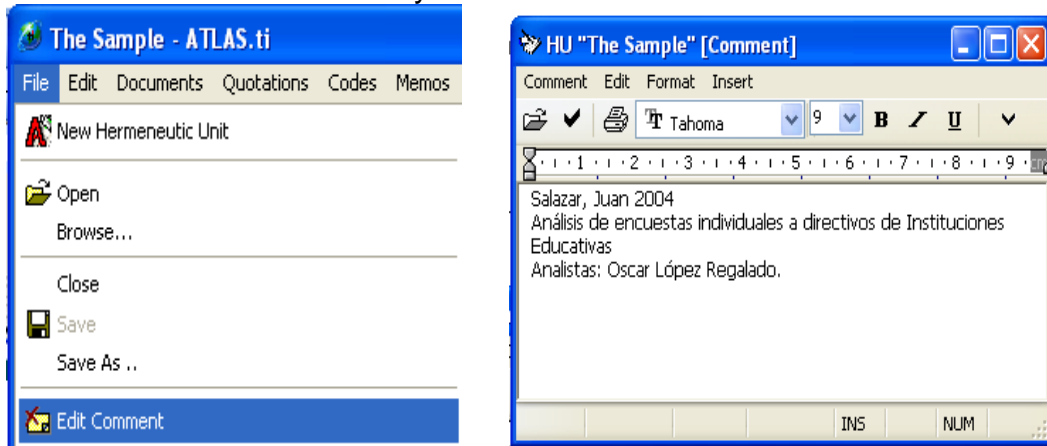 The Sample - ATLAS.ti
File Edit Documents Quotations Codes Memos
New Hermeneutic Unit
Open
Browse...
Close
Save
Save As ..
Edit Comment
HU "The Sample" [Comment]
Comment Edit Format Insert
Tahoma 9 B I U
1 2 3 4 5 6 7 8 9
Salazar, Juan 2004
Análisis de encuestas individuales a directivos de Instituciones
Educativas
Analistas: Oscar López Regalado.
INS NUM